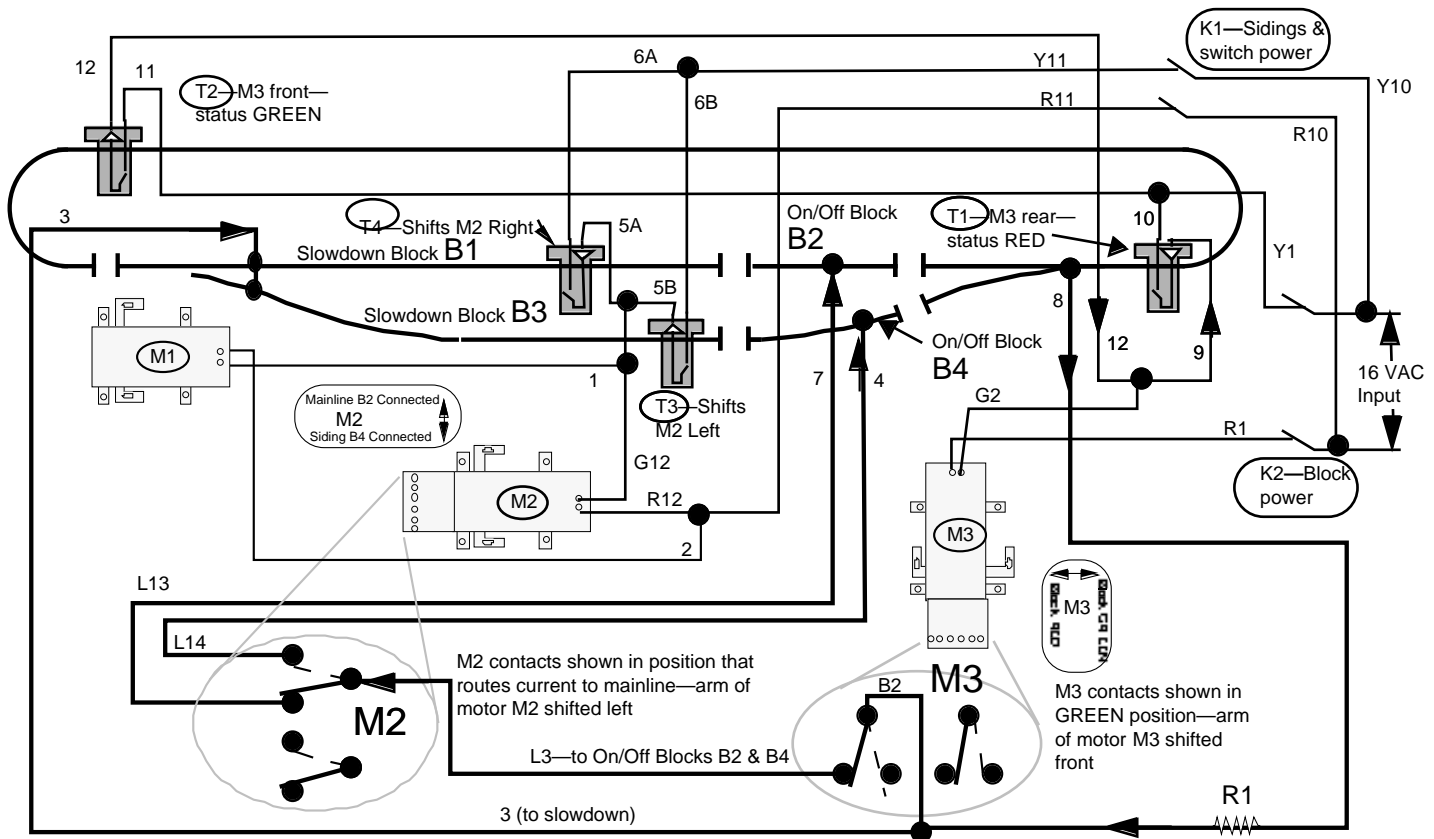 K1—Sidings &
switch power
12
11
6A
Y11
Y10
T2—M3 front—
status GREEN
6B
R11
R10
3
T4—Shifts M2 Right
5A
On/Off Block
B2
T1—M3 rear—
status RED
10
Y1
Slowdown Block B1
5B
8
Slowdown Block B3
On/Off Block
B4
12
9
M1
1
7
4
16 VAC
Input
Mainline B2 Connected
M2
Siding B4 Connected
T3—Shifts
M2 Left
G2
R1
K2—Block
power
G12
M2
R12
M3
2
L13
M3
L14
M2 contacts shown in position that
routes current to mainline—arm of
motor M2 shifted left
M2
B2
M3
M3 contacts shown in
GREEN position—arm
of motor M3 shifted
front
L3—to On/Off Blocks B2 & B4
R1
3 (to slowdown)